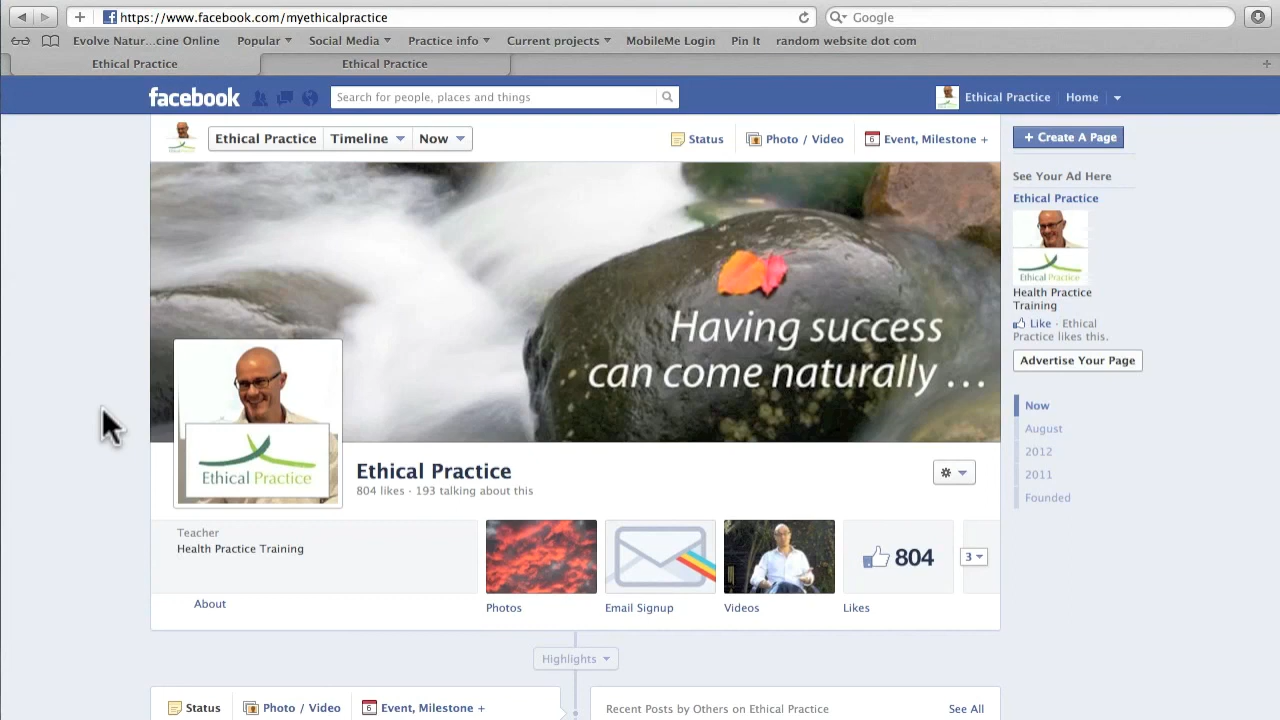 https://www.facebook.com/myethicalpractice
Google
Evolve Natur...cine Online Popular Social Media Practice info Current projects MobileMe Login Pin It random website dot com
Ethical Practice Ethical Practice
facebook Search for people, places and things Ethical Practice Home
Ethical Practice Timeline Now Status Photo / Video 6 Event, Milestone +
+ Create A Page
See Your Ad Here
Ethical Practice
Ethical Practice
Health Practice
Training
Like · Ethical
Practice likes this.
Advertise Your Page
Now
August
2012
2011
Founded
Having success
can come naturally ...
Ethical Practice
Ethical Practice
804 likes · 193 talking about this
Teacher
Health Practice Training
About
Photos
Email Signup
Videos
804
Likes
3
Highlights
Status Photo / Video 6 Event, Milestone +
Recent Posts by Others on Ethical Practice See All